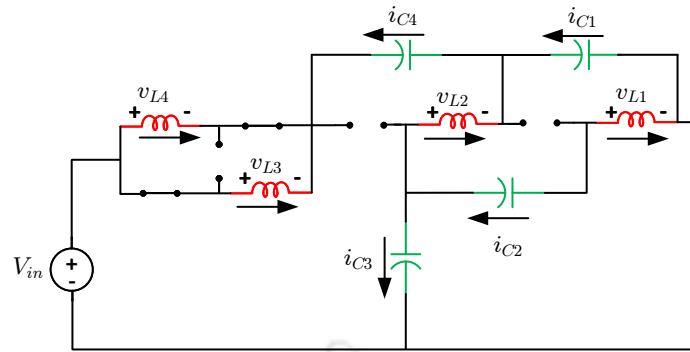 i_{C4} i_{C1}
v_{L4} v_{L2} v_{L1}
+ - + - + -
v_{L3}
+ -
i_{C2}
V_{in} + - i_{C3}